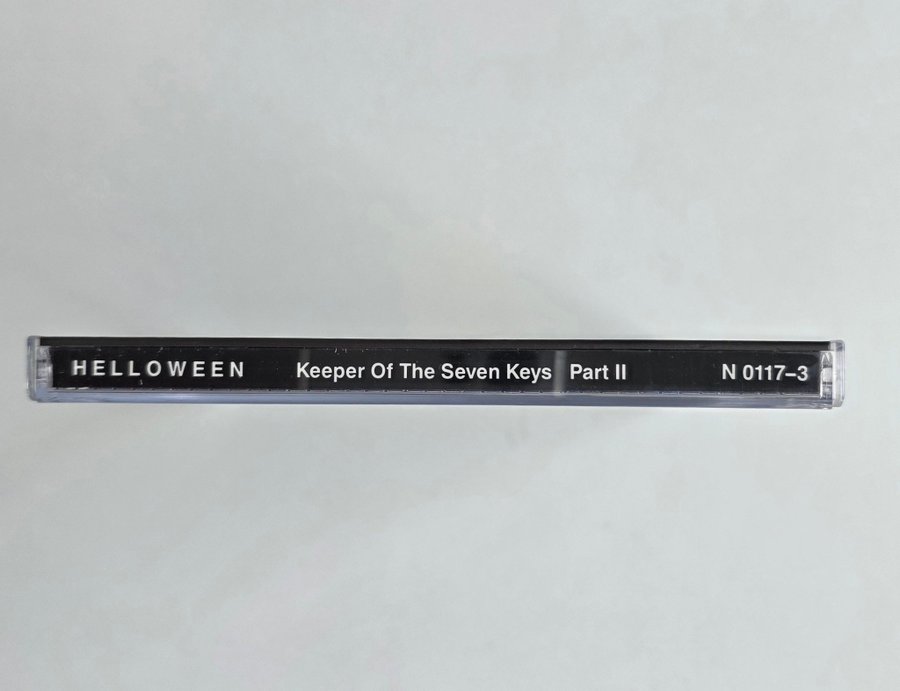 HELLOWEEN Keeper Of The Seven Keys Part II N 0117–3